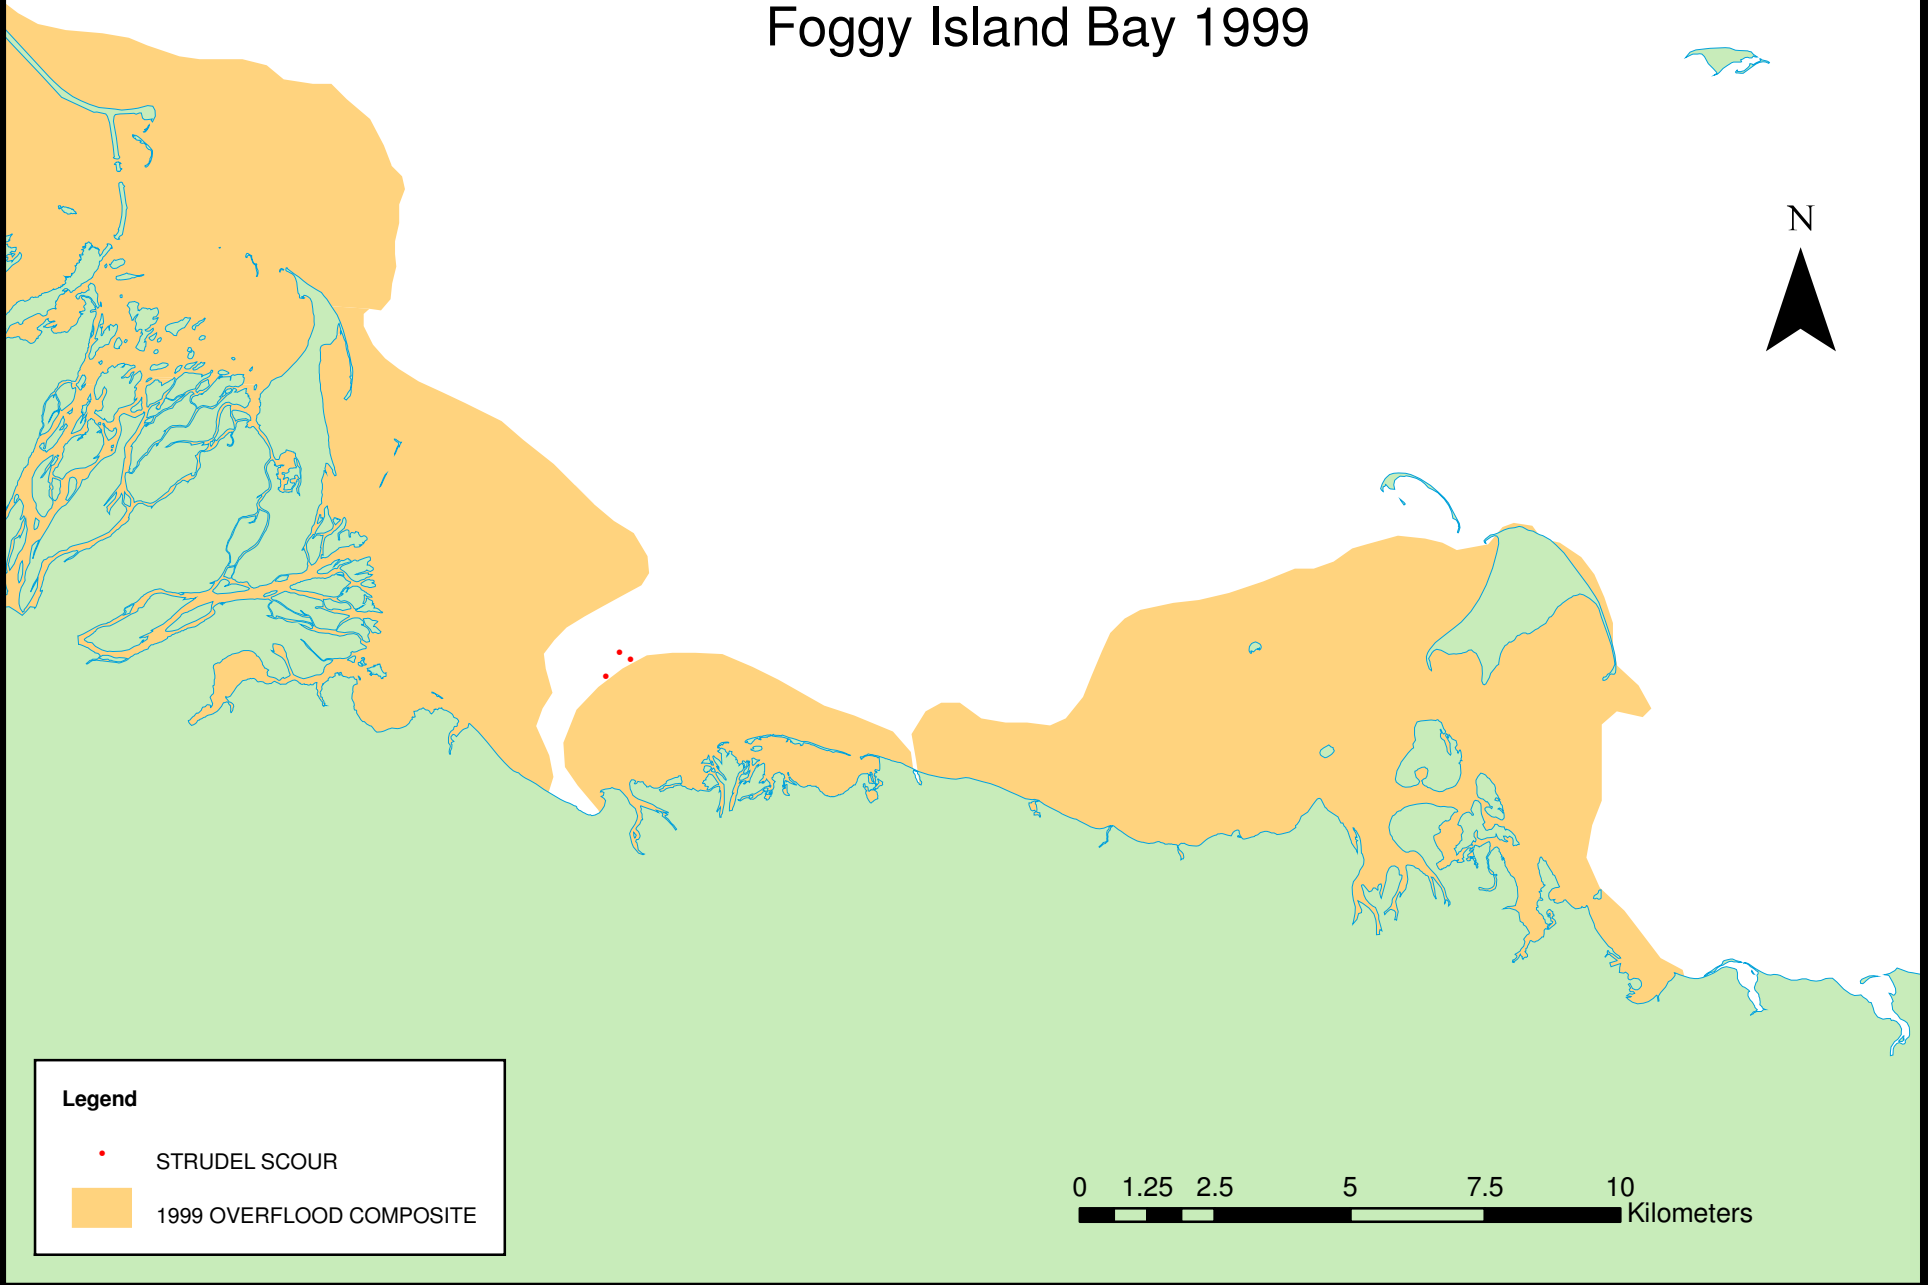 Foggy Island Bay 1999
N
Legend
STRUDEL SCOUR
1999 OVERFLOOD COMPOSITE
0 1.25 2.5 5 7.5 10
Kilometers